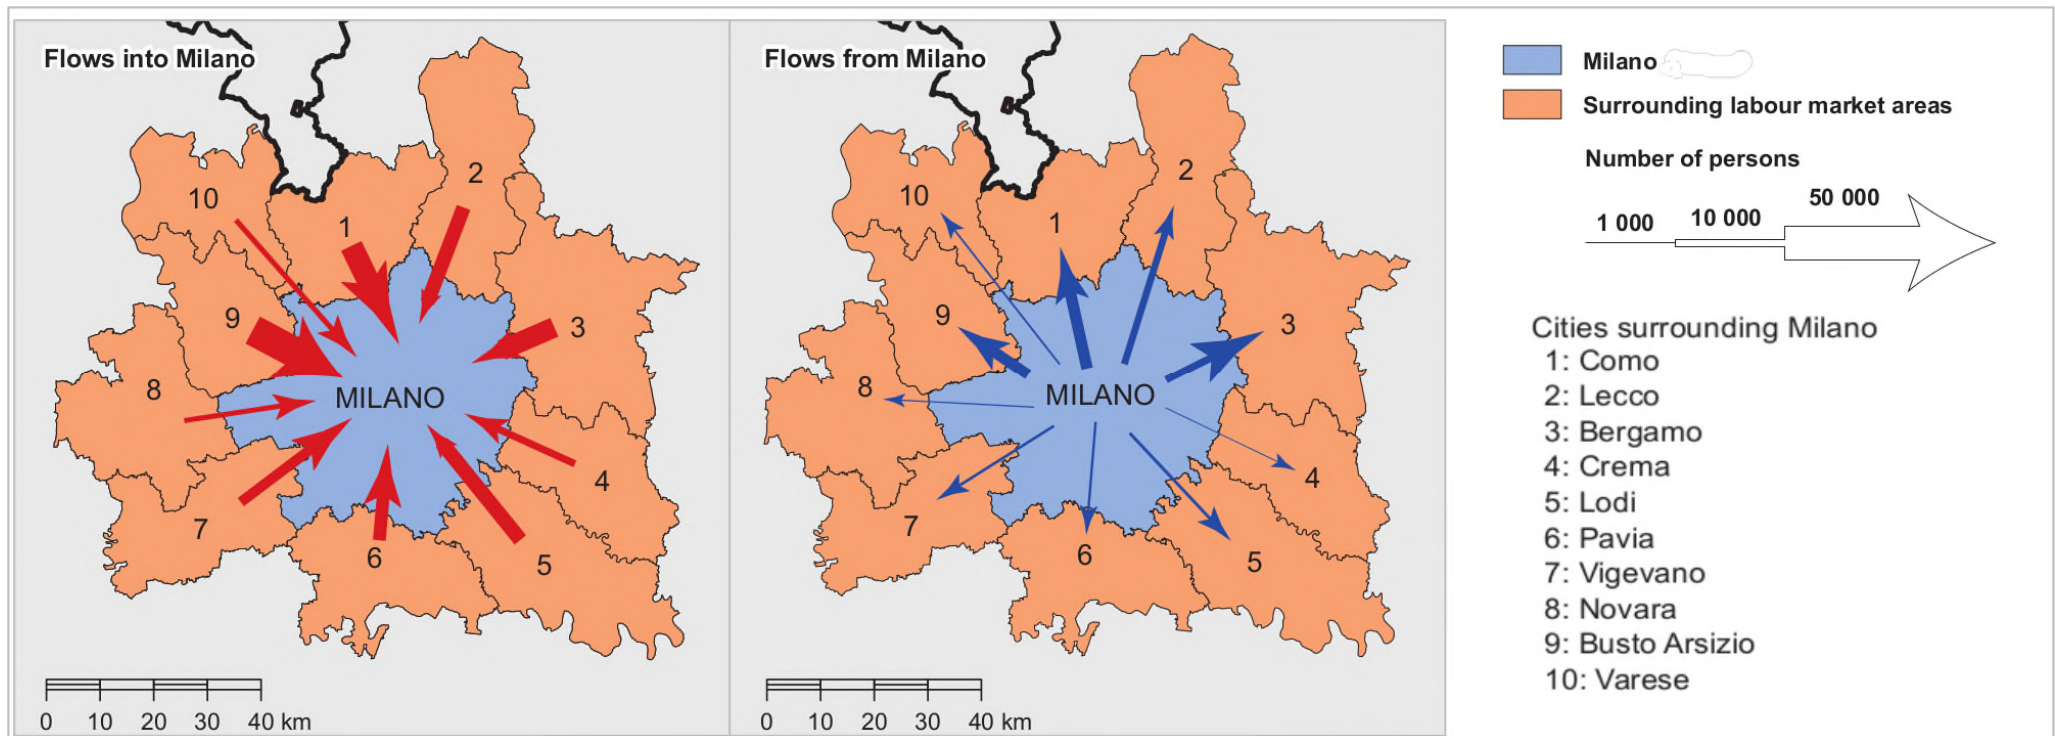 Flows into Milano
10
2
1
9
3
8
MILANO
4
7
6
5
0 10 20 30 40 km
Flows from Milano
10
2
1
9
3
8
MILANO
4
7
6
5
0 10 20 30 40 km
Milano
Surrounding labour market areas
Number of persons
1 000 10 000 50 000
Cities surrounding Milano
1: Como
2: Lecco
3: Bergamo
4: Crema
5: Lodi
6: Pavia
7: Vigevano
8: Novara
9: Busto Arsizio
10: Varese